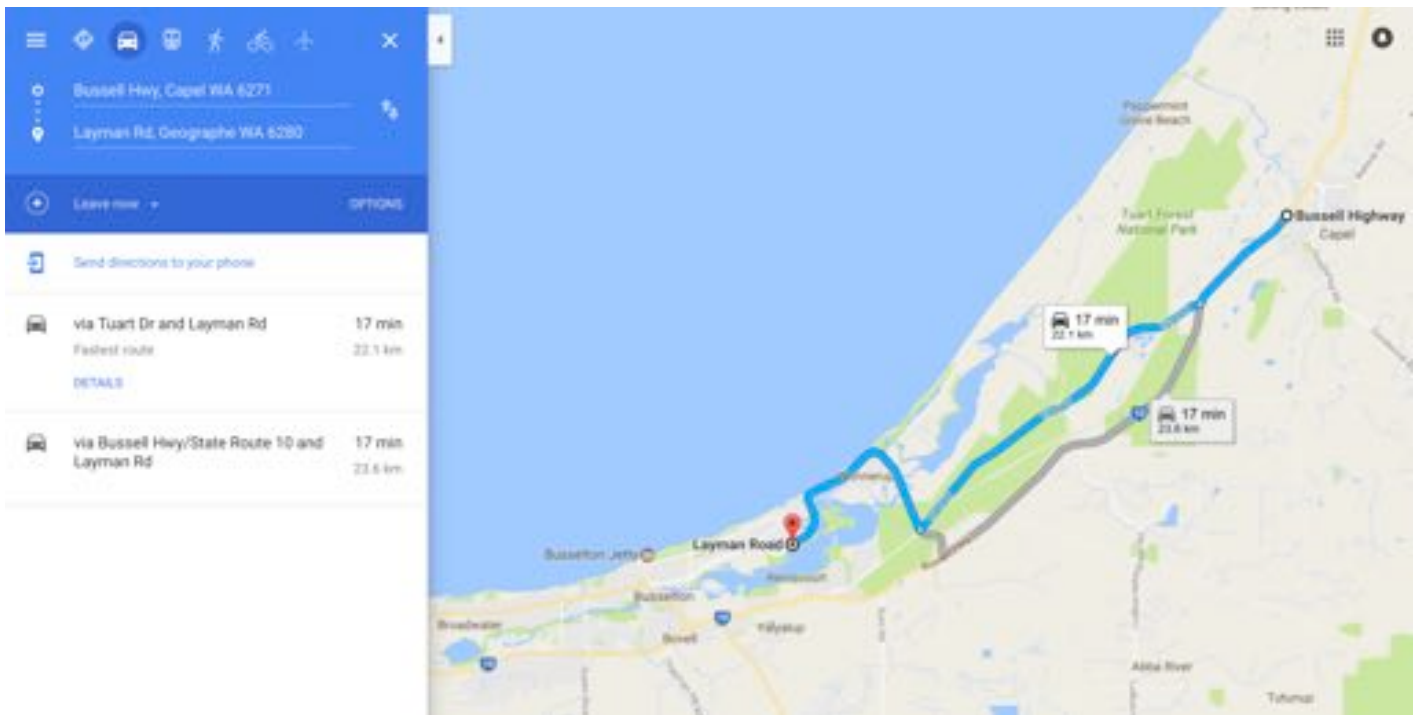 Bussell Hwy, Capel WA 6271
Layman Rd, Geographe WA 6280
Leave now
OPTIONS
Send directions to your phone
via Tuart Dr and Layman Rd
17 min
Fastest route
22.1 km
DETAILS
via Bussell Hwy/State Route 10 and
Layman Rd
17 min
23.6 km
Peppermint
Grove Beach
Tuart Forest
National Park
Bussell Highway
Capel
17 min
22.1 km
17 min
23.6 km
Layman Road
Busselton Jetty
Busselton
Broadwater
Bovell
Yalyalup
Abba River
Tutunup